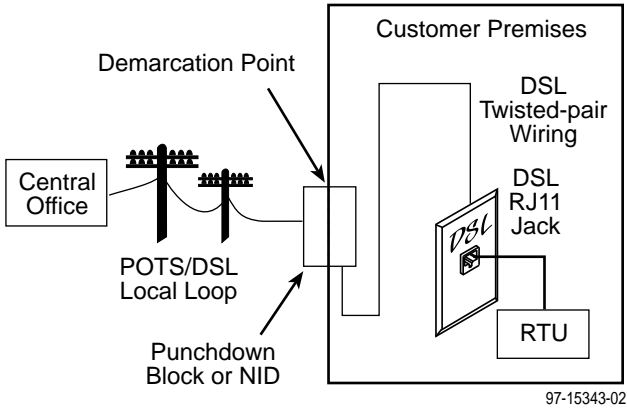 Customer Premises
Demarcation Point
DSL
Twisted-pair
Wiring
Central
Office
DSL
RJ11
Jack
DSL
POTS/DSL
Local Loop
RTU
Punchdown
Block or NID
97-15343-02